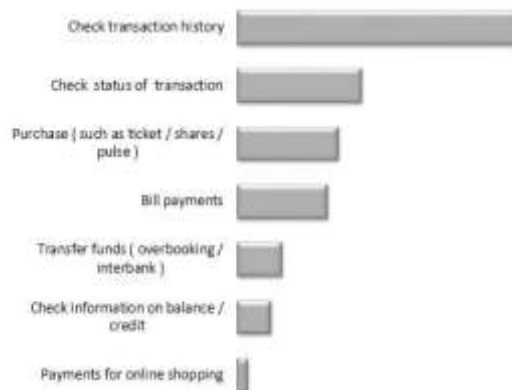 Check transaction history
Check status of transaction
Purchase ( such as ticket / shares /
pulse )
Bill payments
Transfer funds ( overbooking /
interbank )
Check information on balance /
credit
Payments for online shopping